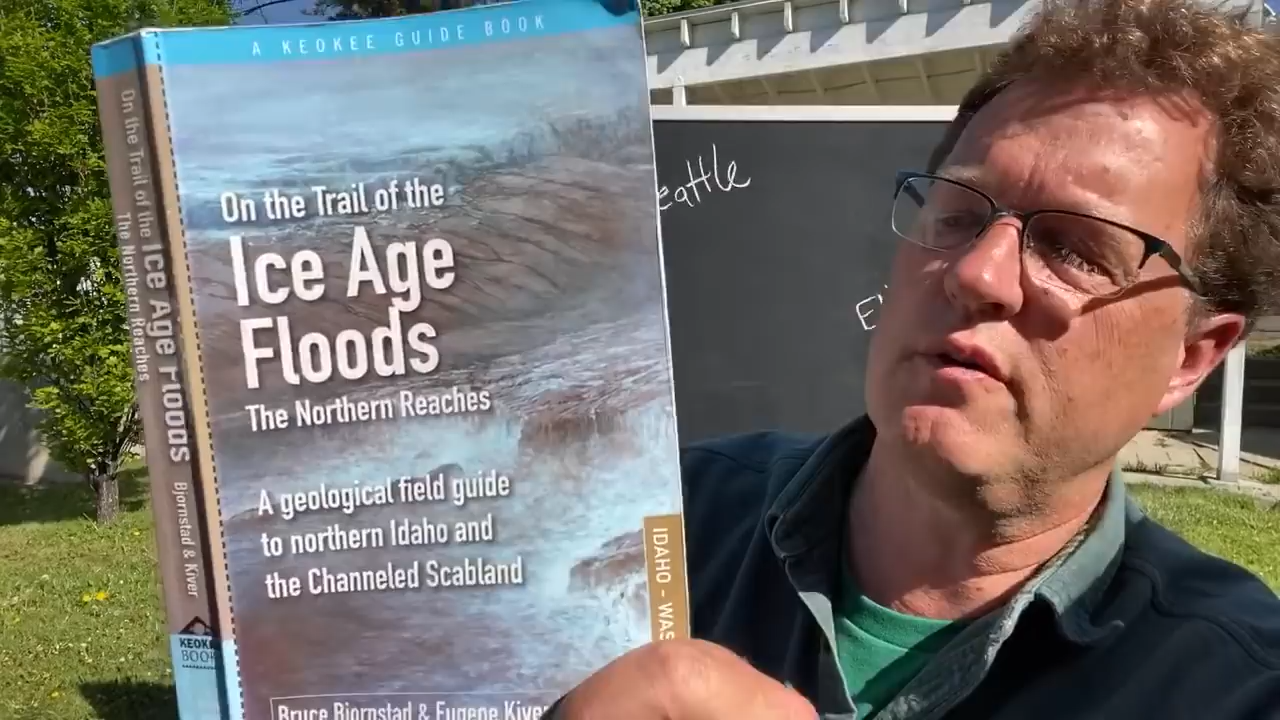 A KEOKEE GUIDE BOOK
On the Trail of the
Ice Age
Floods
The Northern Reaches
A geological field guide
to northern Idaho and
the Channeled Scabland
IDAHO - WAS
Bruce Bjornstad & Eugene Kiver
On the Trail of the Ice Age Floods
The Northern Reaches
Bjornstad & Kiver
KEOKE
BOOK
eattle
E